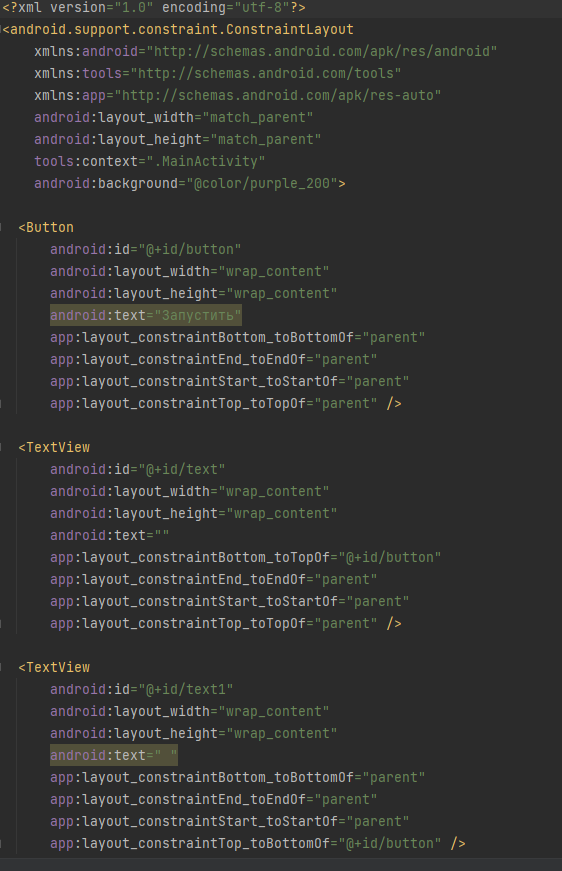 <?xml version="1.0" encoding="utf-8"?>
<android.support.constraint.ConstraintLayout
    xmlns:android="http://schemas.android.com/apk/res/android"
    xmlns:tools="http://schemas.android.com/tools"
    xmlns:app="http://schemas.android.com/apk/res-auto"
    android:layout_width="match_parent"
    android:layout_height="match_parent"
    tools:context=".MainActivity"
    android:background="@color/purple_200">
  <Button
      android:id="@+id/button"
      android:layout_width="wrap_content"
      android:layout_height="wrap_content"
      android:text="Запустить"
      app:layout_constraintBottom_toBottomOf="parent"
      app:layout_constraintEnd_toEndOf="parent"
      app:layout_constraintStart_toStartOf="parent"
      app:layout_constraintTop_toTopOf="parent" />
  <TextView
      android:id="@+id/text"
      android:layout_width="wrap_content"
      android:layout_height="wrap_content"
      android:text=""
      app:layout_constraintBottom_toTopOf="@+id/button"
      app:layout_constraintEnd_toEndOf="parent"
      app:layout_constraintStart_toStartOf="parent"
      app:layout_constraintTop_toTopOf="parent" />
  <TextView
      android:id="@+id/text1"
      android:layout_width="wrap_content"
      android:layout_height="wrap_content"
      android:text=" "
      app:layout_constraintBottom_toBottomOf="parent"
      app:layout_constraintEnd_toEndOf="parent"
      app:layout_constraintStart_toStartOf="parent"
      app:layout_constraintTop_toBottomOf="@+id/button" />